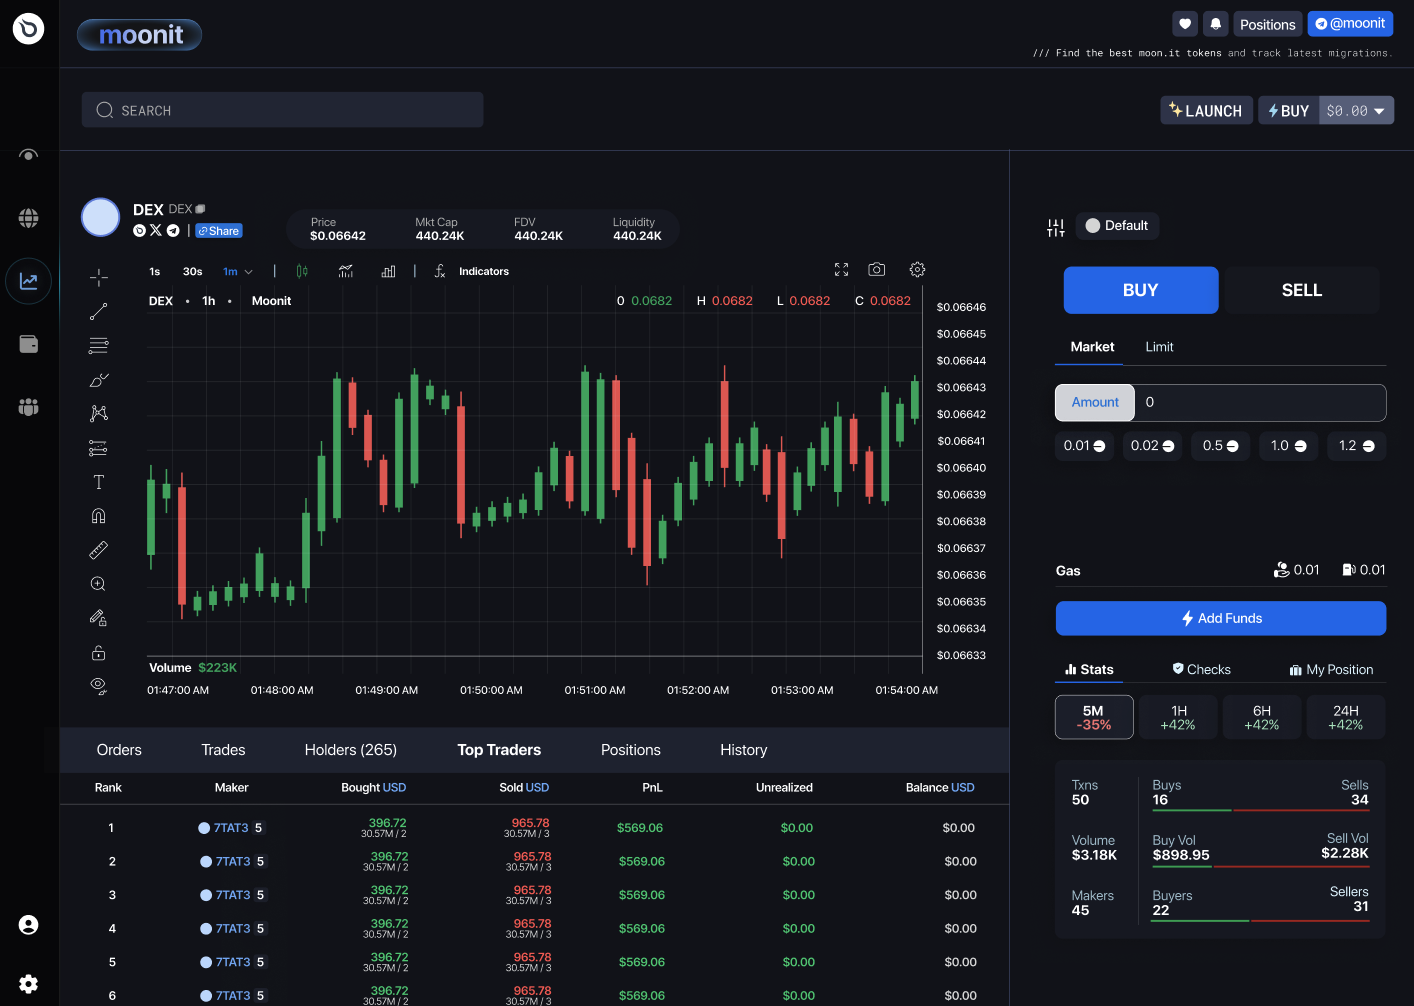 moonit
Positions
@moonit
/// Find the best moon.it tokens and track latest migrations.
SEARCH
LAUNCH
BUY
$0.00
DEX DEX
| Share
Price
$0.06642
Mkt Cap
440.24K
FDV
440.24K
Liquidity
440.24K
Default
1s 30s 1m Indicators
DEX • 1h • Moonit
0 0.0682 H 0.0682 L 0.0682 C 0.0682
$0.06646
$0.06645
$0.06644
$0.06643
$0.06642
$0.06641
$0.06640
$0.06639
$0.06638
$0.06637
$0.06636
$0.06635
$0.06634
$0.06633
Volume $223K
01:47:00 AM 01:48:00 AM 01:49:00 AM 01:50:00 AM 01:51:00 AM 01:52:00 AM 01:53:00 AM 01:54:00 AM
BUY SELL
Market Limit
Amount 0
0.01 0.02 0.5 1.0 1.2
Gas 0.01 0.01
Add Funds
Stats Checks My Position
5M 1H 6H 24H
-35% +42% +42% +42%
Txns
50
Buys
16
Sells
34
Volume
$3.18K
Buy Vol
$898.95
Sell Vol
$2.28K
Makers
45
Buyers
22
Sellers
31
Orders Trades Holders (265) Top Traders Positions History
Rank Maker Bought USD Sold USD PnL Unrealized Balance USD
1 7TAT3 5 396.72 965.78 $569.06 $0.00 $0.00
30.57M / 2 30.57M / 3
2 7TAT3 5 396.72 965.78 $569.06 $0.00 $0.00
30.57M / 2 30.57M / 3
3 7TAT3 5 396.72 965.78 $569.06 $0.00 $0.00
30.57M / 2 30.57M / 3
4 7TAT3 5 396.72 965.78 $569.06 $0.00 $0.00
30.57M / 2 30.57M / 3
5 7TAT3 5 396.72 965.78 $569.06 $0.00 $0.00
30.57M / 2 30.57M / 3
6 7TAT3 5 396.72 965.78 $569.06 $0.00 $0.00
30.57M / 2 30.57M / 3